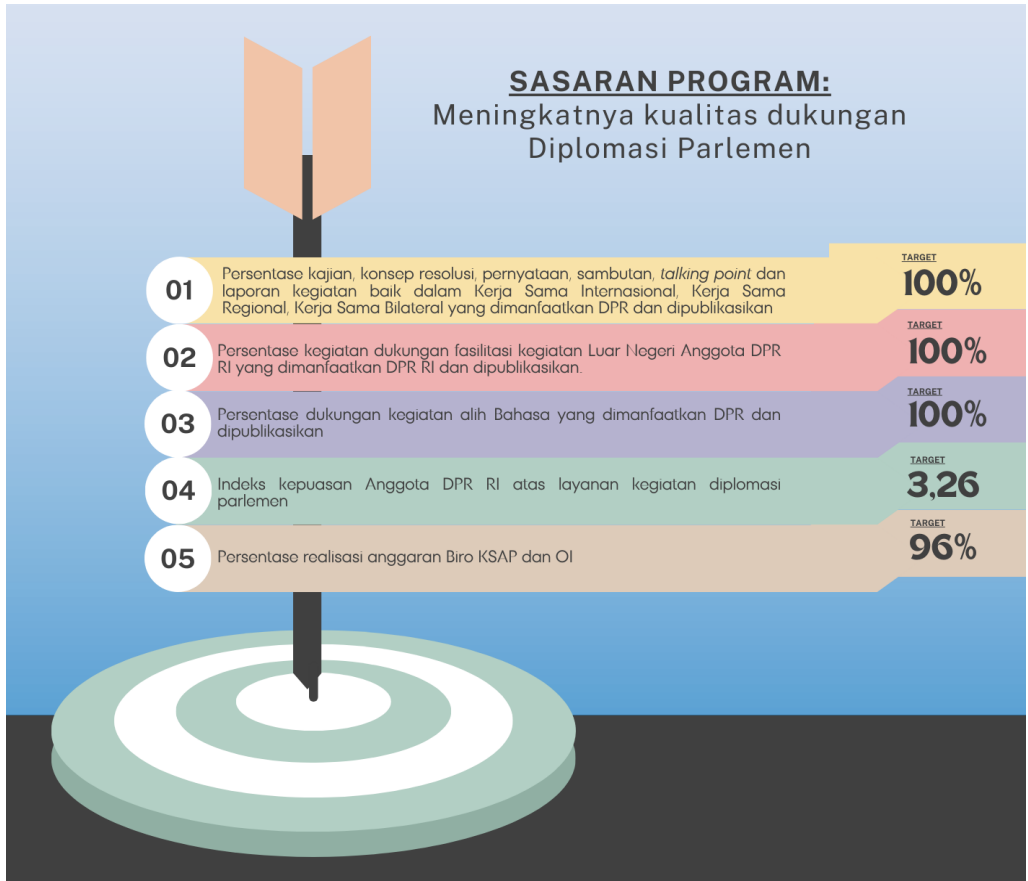 SASARAN PROGRAM:
Meningkatnya kualitas dukungan
Diplomasi Parlemen
01
Persentase kajian, konsep resolusi, pernyataan, sambutan, talking point dan
laporan kegiatan baik dalam Kerja Sama Internasional, Kerja Sama
Regional, Kerja Sama Bilateral yang dimanfaatkan DPR dan dipublikasikan
TARGET
100%
02
Persentase kegiatan dukungan fasilitasi kegiatan Luar Negeri Anggota DPR
RI yang dimanfaatkan DPR RI dan dipublikasikan.
TARGET
100%
03
Persentase dukungan kegiatan alih Bahasa yang dimanfaatkan DPR dan
dipublikasikan
TARGET
100%
04
Indeks kepuasan Anggota DPR RI atas layanan kegiatan diplomasi
parlemen
TARGET
3,26
05
Persentase realisasi anggaran Biro KSAP dan OI
TARGET
96%